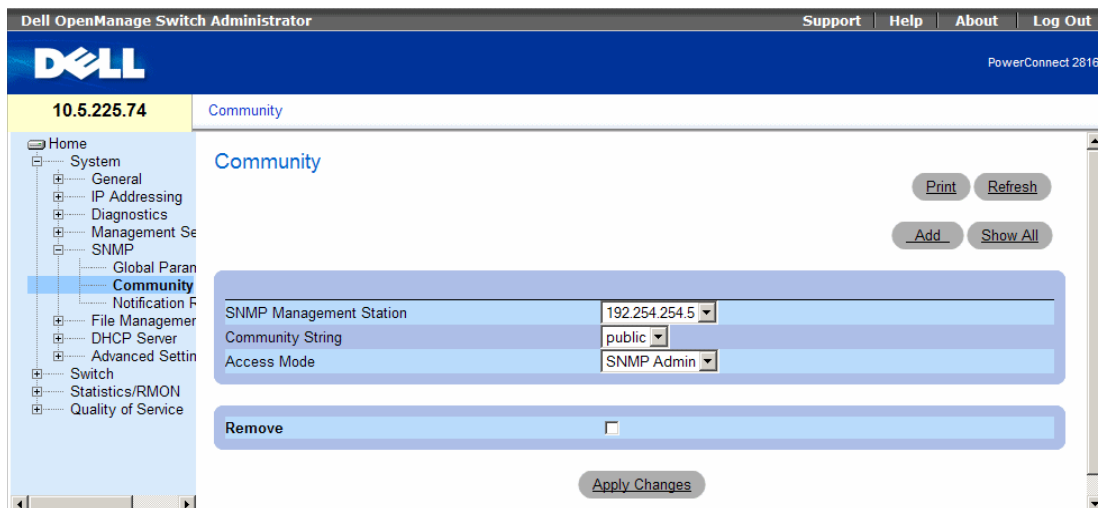 Dell OpenManage Switch Administrator
Support Help About Log Out
DELL
PowerConnect 2816
10.5.225.74
Community
Home
System
General
IP Addressing
Diagnostics
Management Se
SNMP
Global Paran
Community
Notification R
File Managemer
DHCP Server
Advanced Settin
Switch
Statistics/RMON
Quality of Service
Community
Print Refresh
Add Show All
SNMP Management Station 192.254.254.5
Community String public
Access Mode SNMP Admin
Remove
Apply Changes